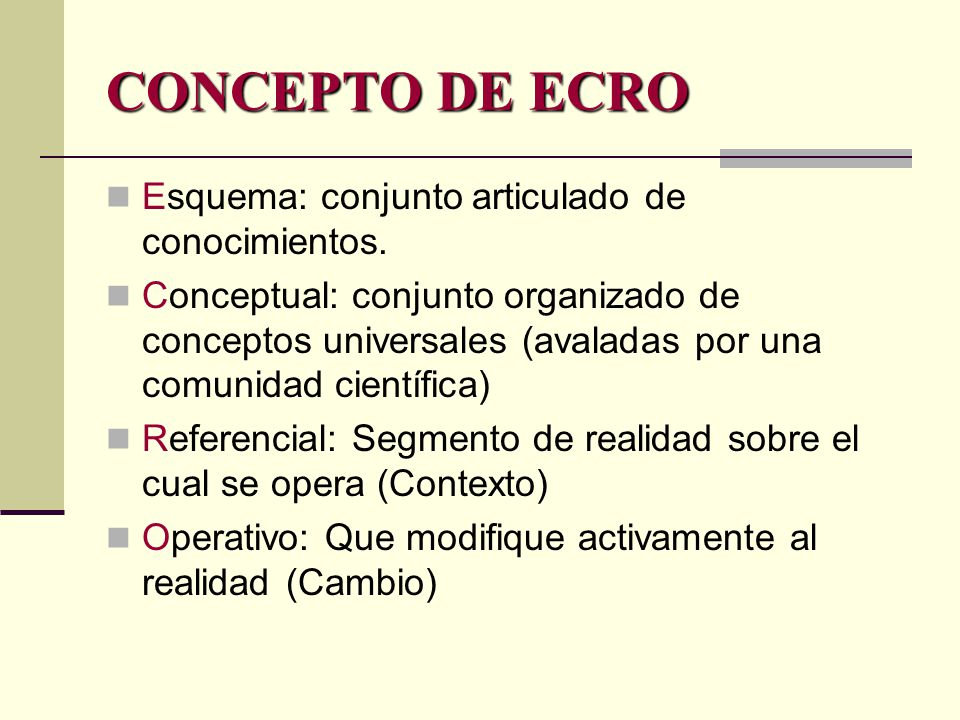 CONCEPTO DE ECRO
Esquema: conjunto articulado de
conocimientos.
Conceptual: conjunto organizado de
conceptos universales (avaladas por una
comunidad científica)
Referencial: Segmento de realidad sobre el
cual se opera (Contexto)
Operativo: Que modifique activamente al
realidad (Cambio)